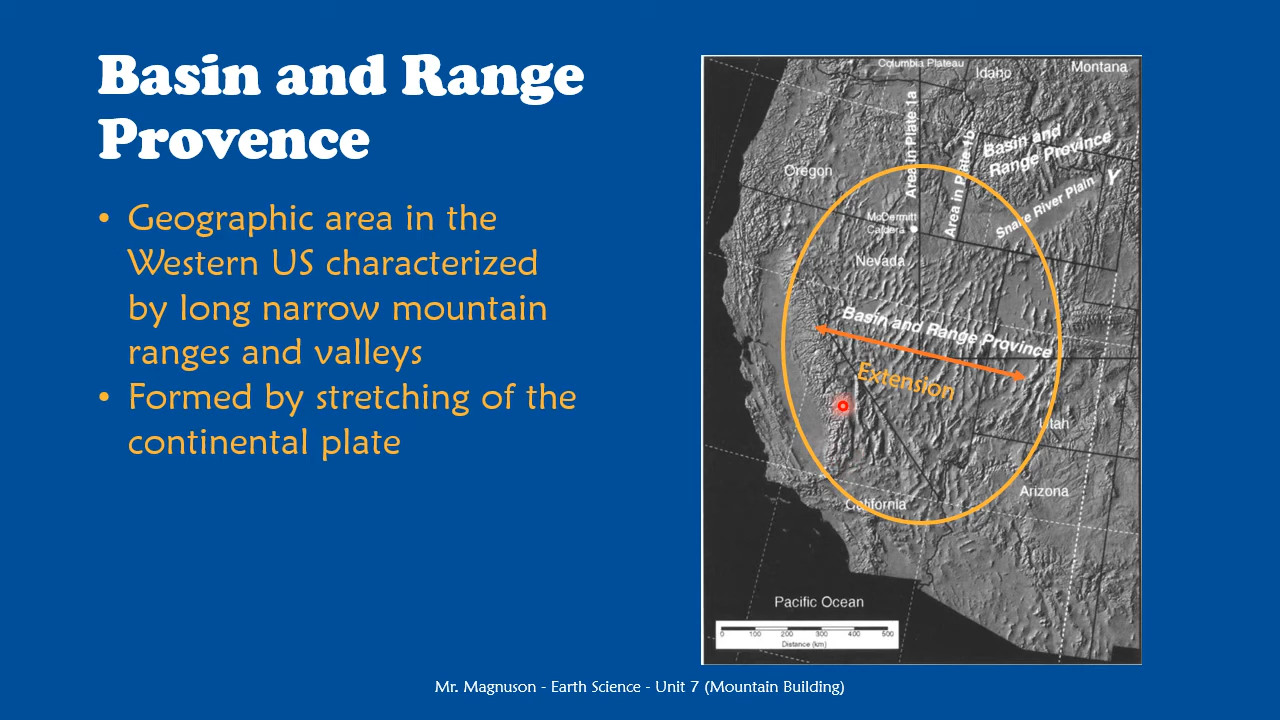 Basin and Range
Provence
• Geographic area in the
Western US characterized
by long narrow mountain
ranges and valleys
• Formed by stretching of the
continental plate
Columbia Plateau
Idaho
Montana
Area in Plate 1a
Area in Plate 1b
Basin and
Range Province
Y
Oregon
Snake River Plain
McDermitt
Caldera
Nevada
Basin and Range Province
Extension
Utah
Arizona
California
Pacific Ocean
0 100 200 300 400 500
Distance (km)
Mr. Magnuson - Earth Science - Unit 7 (Mountain Building)